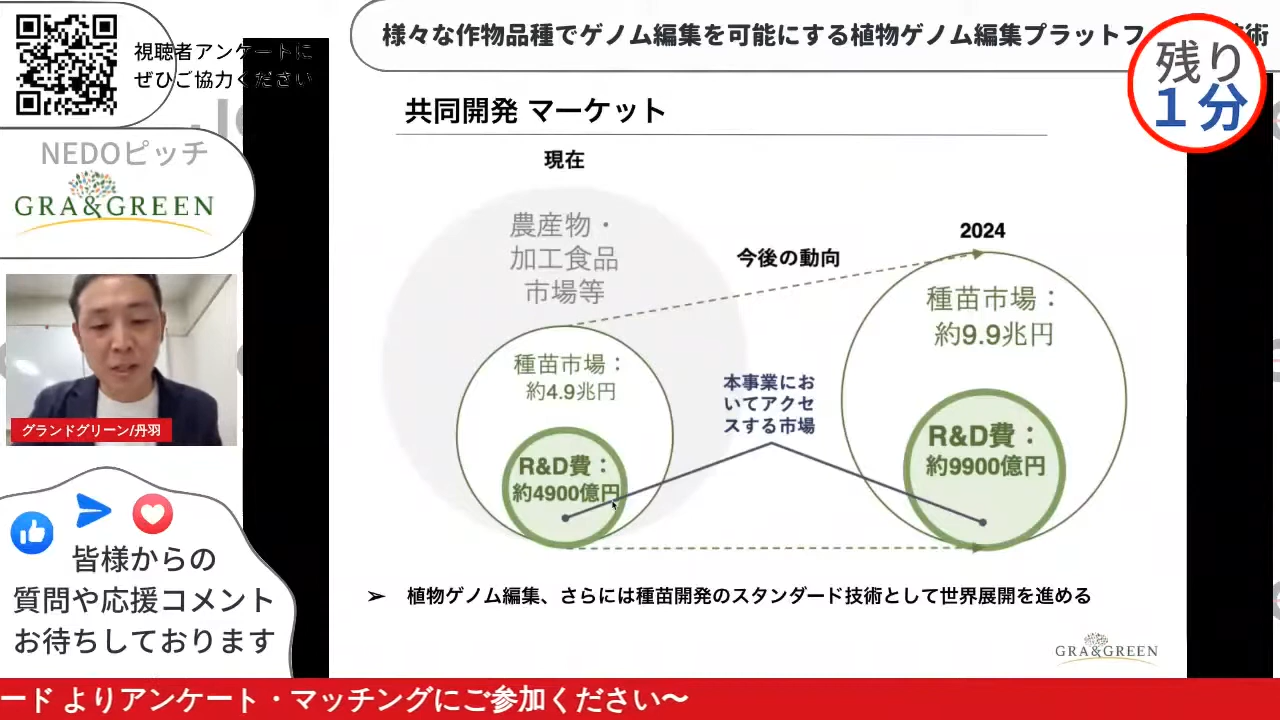 視聴者アンケートに
ぜひご協力ください
NEDOピッチ
GRA&GREEN
グランドグリーン/丹羽
皆様からの
質問や応援コメント
お待ちしております
様々な作物品種でゲノム編集を可能にする植物ゲノム編集プラットフ
術
残り
1分
共同開発 マーケット
現在
農産物・
加工食品
市場等
種苗市場：
約4.9兆円
R&D費：
約4900億円
今後の動向
本事業にお
いてアクセ
スする市場
2024
種苗市場：
約9.9兆円
R&D費：
約9900億円
➢ 植物ゲノム編集、さらには種苗開発のスタンダード技術として世界展開を進める
GRA&GREEN
ード よりアンケート・マッチングにご参加ください〜